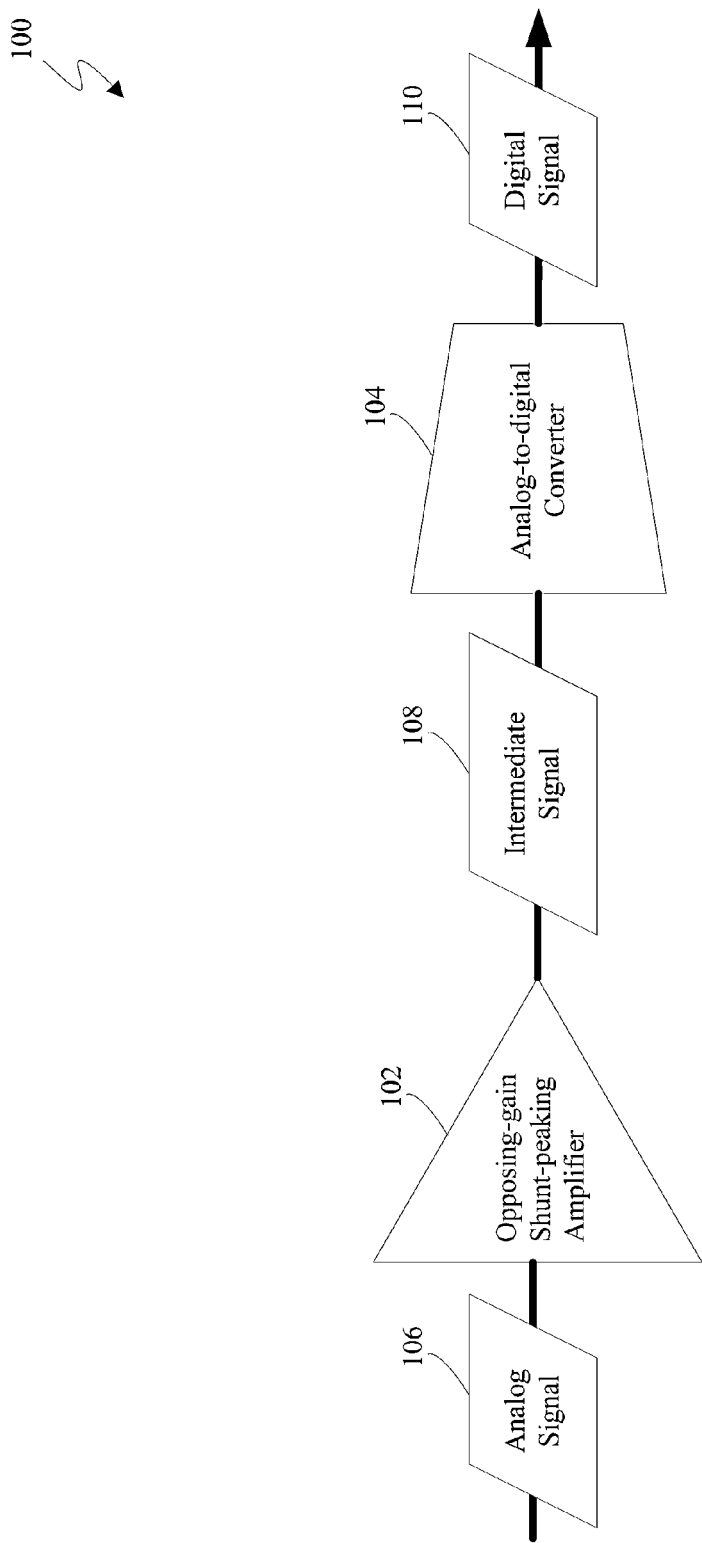 100
106
Analog
Signal
102
Opposing-gain
Shunt-peaking
Amplifier
108
Intermediate
Signal
104
Analog-to-digital
Converter
110
Digital
Signal